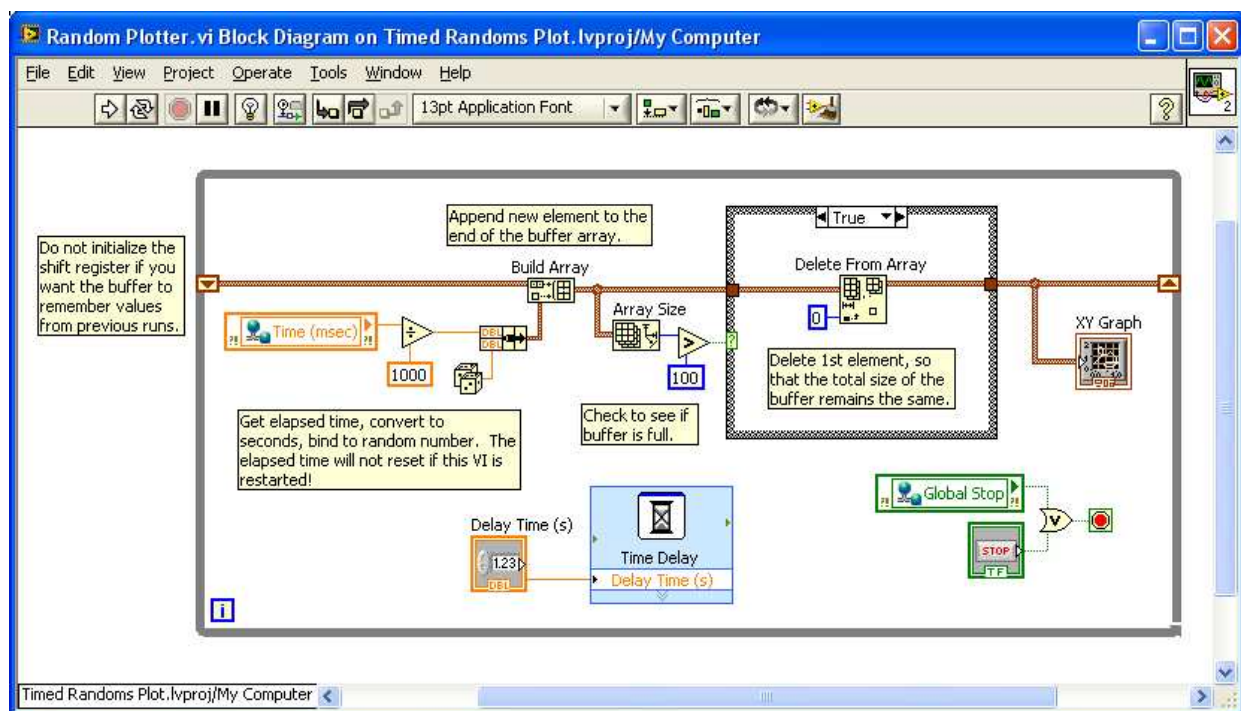 Random Plotter.vi Block Diagram on Timed Randoms Plot.lvproj/My Computer
File Edit View Project Operate Tools Window Help
13pt Application Font
2
Do not initialize the
shift register if you
want the buffer to
remember values
from previous runs.
Append new element to the
end of the buffer array.
Build Array
True
Delete From Array
Array Size
0
XY Graph
Time (msec)
DBL
DBL
1000
100
Delete 1st element, so
that the total size of the
buffer remains the same.
Check to see if
buffer is full.
Get elapsed time, convert to
seconds, bind to random number. The
elapsed time will not reset if this VI is
restarted!
Global Stop
Delay Time (s)
1.23
DBL
Time Delay
Delay Time (s)
STOP
TF
i
Timed Randoms Plot.lvproj/My Computer